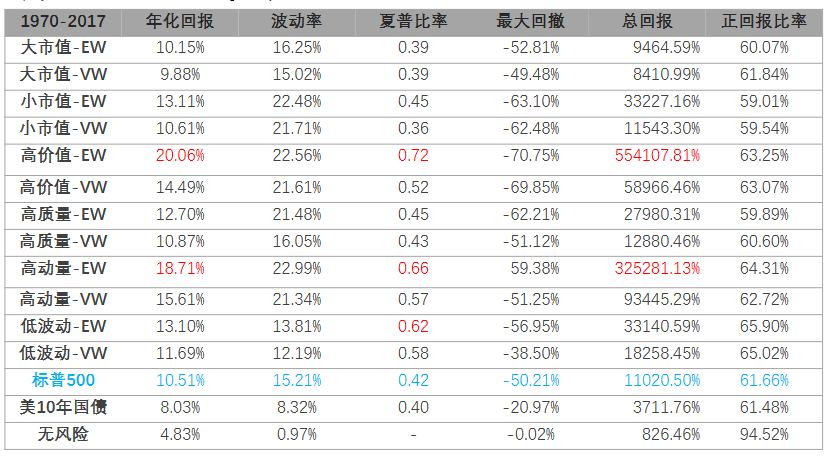 1970-2017 年化回报 波动率 夏普比率 最大回撤 总回报 正回报比率
大市值-EW 10.15% 16.25% 0.39 -52.81% 9464.59% 60.07%
大市值-VW 9.88% 15.02% 0.39 -49.48% 8410.99% 61.84%
小市值-EW 13.11% 22.48% 0.45 -63.10% 33227.16% 59.01%
小市值-VW 10.61% 21.71% 0.36 -62.48% 11543.30% 59.54%
高价值-EW 20.06% 22.56% 0.72 -70.75% 554107.81% 63.25%
高价值-VW 14.49% 21.61% 0.52 -69.85% 58966.46% 63.07%
高质量-EW 12.70% 21.48% 0.45 -62.21% 27980.31% 59.89%
高质量-VW 10.87% 16.05% 0.43 -51.12% 12880.46% 60.60%
高动量-EW 18.71% 22.99% 0.66 59.38% 325281.13% 64.31%
高动量-VW 15.61% 21.34% 0.57 -51.25% 93445.29% 62.72%
低波动-EW 13.10% 13.81% 0.62 -56.95% 33140.59% 65.90%
低波动-VW 11.69% 12.19% 0.58 -38.50% 18258.45% 65.02%
标普500 10.51% 15.21% 0.42 -50.21% 11020.50% 61.66%
美10年国债 8.03% 8.32% 0.40 -20.97% 3711.76% 61.48%
无风险 4.83% 0.97% - -0.02% 826.46% 94.52%